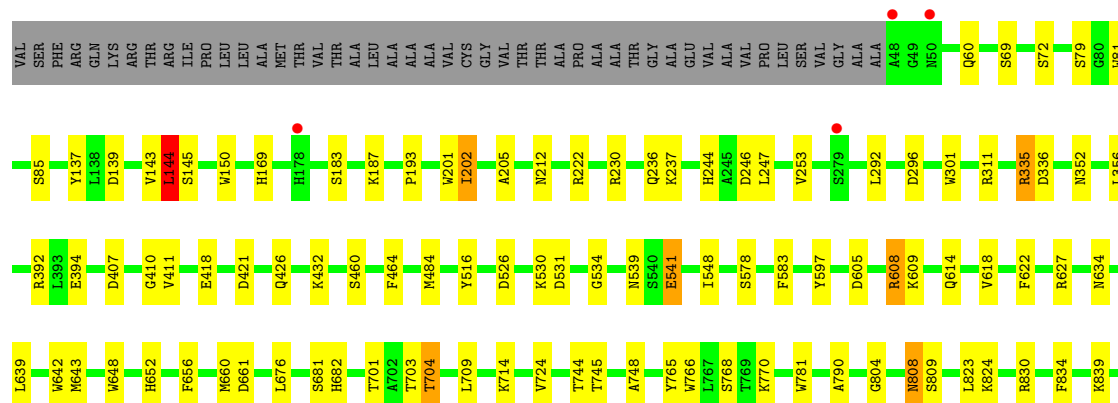 VAL SER PHE ARG GLN LYS ARG THR ARG ILE PRO LEU LEU ALA MET THR VAL THR ALA LEU ALA ALA ALA VAL CYS GLY VAL THR THR ALA PRO ALA ALA GLY ALA GLU VAL ALA VAL PRO LEU SER VAL GLY ALA ALA A48 G49 N50 Q60 S69 S72 S79 G80 W81
S85 Y137 L138 D139 V143 L144 S145 W150 H169 H178 S183 K187 P193 W201 I202 A205 N212 R222 R230 Q236 K237 H244 A245 D246 L247 V253 S279 L292 D296 W301 R311 R335 D336 N352 L356
R392 L393 E394 D407 G410 V411 E418 D421 Q426 K432 S460 F464 M484 Y516 D526 K530 D531 G534 N539 S540 E541 I548 S578 F583 Y597 D605 R608 K609 Q614 V618 F622 R627 N634
L639 W642 M643 W648 H652 F656 M660 D661 L676 S681 H682 T701 A702 T703 T704 L709 K714 V724 T744 T745 A748 Y765 W766 L767 S768 T769 K770 W781 A790 G804 N808 S809 L823 K824 R830 F834 K839